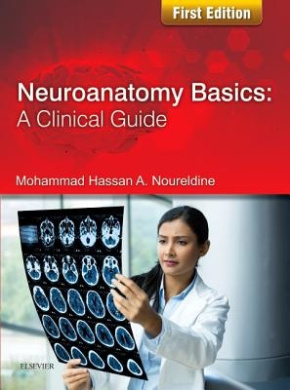 First Edition
Neuroanatomy Basics:
A Clinical Guide
Mohammad Hassan A. Noureldine
ELSEVIER